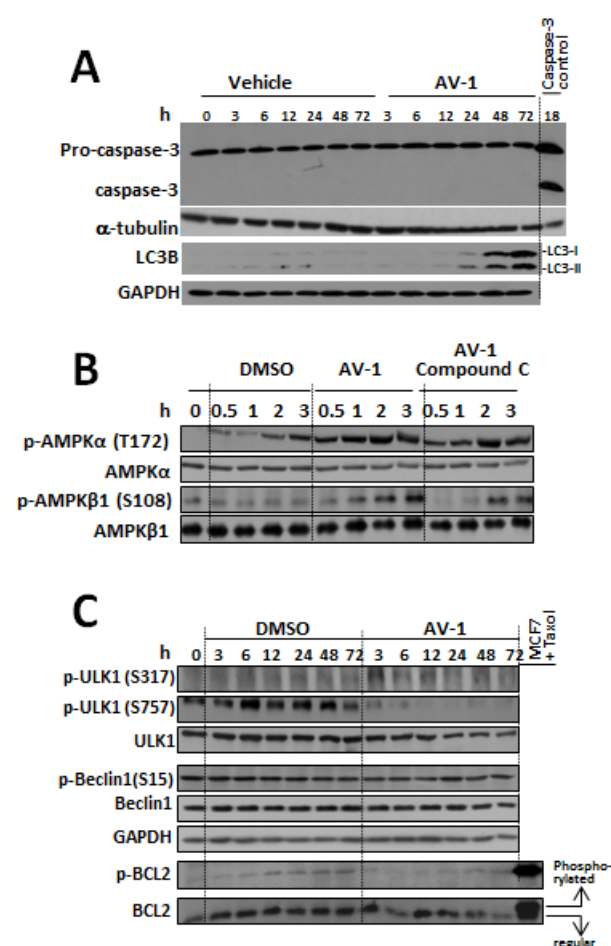 A
Vehicle AV-1 Caspase-3 control
h 0 3 6 12 24 48 72 3 6 12 24 48 72 18
Pro-caspase-3
caspase-3
α-tubulin
LC3B -LC3-I
-LC3-II
GAPDH
B
DMSO AV-1 AV-1 Compound C
h 0 0.5 1 2 3 0.5 1 2 3 0.5 1 2 3
p-AMPKα (T172)
AMPKα
p-AMPKβ1 (S108)
AMPKβ1
C
DMSO AV-1 MCF7 + Taxol
h 0 3 6 12 24 48 72 3 6 12 24 48 72
p-ULK1 (S317)
p-ULK1 (S757)
ULK1
p-Beclin1(S15)
Beclin1
GAPDH
p-BCL2 Phospho-rylated
BCL2
regular